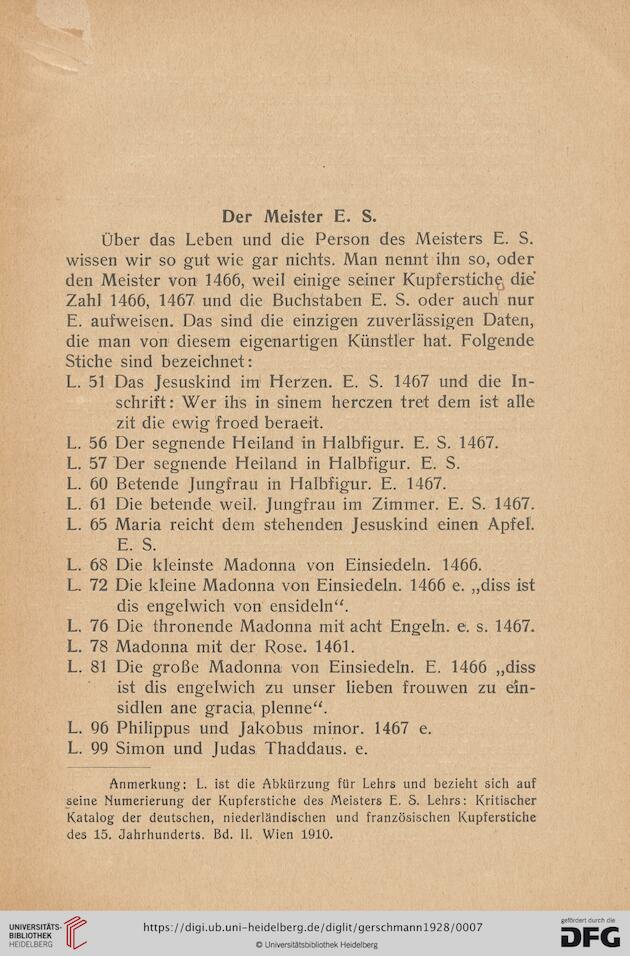 Der Meister E. S.
Über das Leben und die Person des Meisters E. S.
wissen wir so gut wie gar nichts. Man nennt ihn so, oder
den Meister von 1466, weil einige seiner Kupferstiche die
Zahl 1466, 1467 und die Buchstaben E. S. oder auch nur
E. aufweisen. Das sind die einzigen zuverlässigen Daten,
die man von diesem eigenartigen Künstler hat. Folgende
Stiche sind bezeichnet:
L. 51 Das Jesuskind im Herzen. E. S. 1467 und die In-
schrift: Wer ihs in sinem herczen tret dem ist alle
zit die ewig froed beraeit.
L. 56 Der segnende Heiland in Halbfigur. E. S. 1467.
L. 57 Der segnende Heiland in Halbfigur. E. S.
L. 60 Betende Jungfrau in Halbfigur. E. 1467.
L. 61 Die betende weil. Jungfrau im Zimmer. E. S. 1467.
L. 65 Maria reicht dem stehenden Jesuskind einen Apfel.
E. S.
L. 68 Die kleinste Madonna von Einsiedeln. 1466.
L. 72 Die kleine Madonna von Einsiedeln. 1466 e. „diss ist
dis engelwich von ensideln“.
L. 76 Die thronende Madonna mit acht Engeln. e. s. 1467.
L. 78 Madonna mit der Rose. 1461.
L. 81 Die große Madonna von Einsiedeln. E. 1466 „diss
ist dis engelwich zu unser lieben frouwen zu ein-
sidlen ane gracia plenne“.
L. 96 Philippus und Jakobus minor. 1467 e.
L. 99 Simon und Judas Thaddaus. e.
Anmerkung: L. ist die Abkürzung für Lehrs und bezieht sich auf
seine Numerierung der Kupferstiche des Meisters E. S. Lehrs: Kritischer
Katalog der deutschen, niederländischen und französischen Kupferstiche
des 15. Jahrhunderts. Bd. II. Wien 1910.
UNIVERSITÄTS-
BIBLIOTHEK
HEIDELBERG
https://digi.ub.uni-heidelberg.de/diglit/gerschmann1928/0007
© Universitätsbibliothek Heidelberg
gefördert durch die
DFG